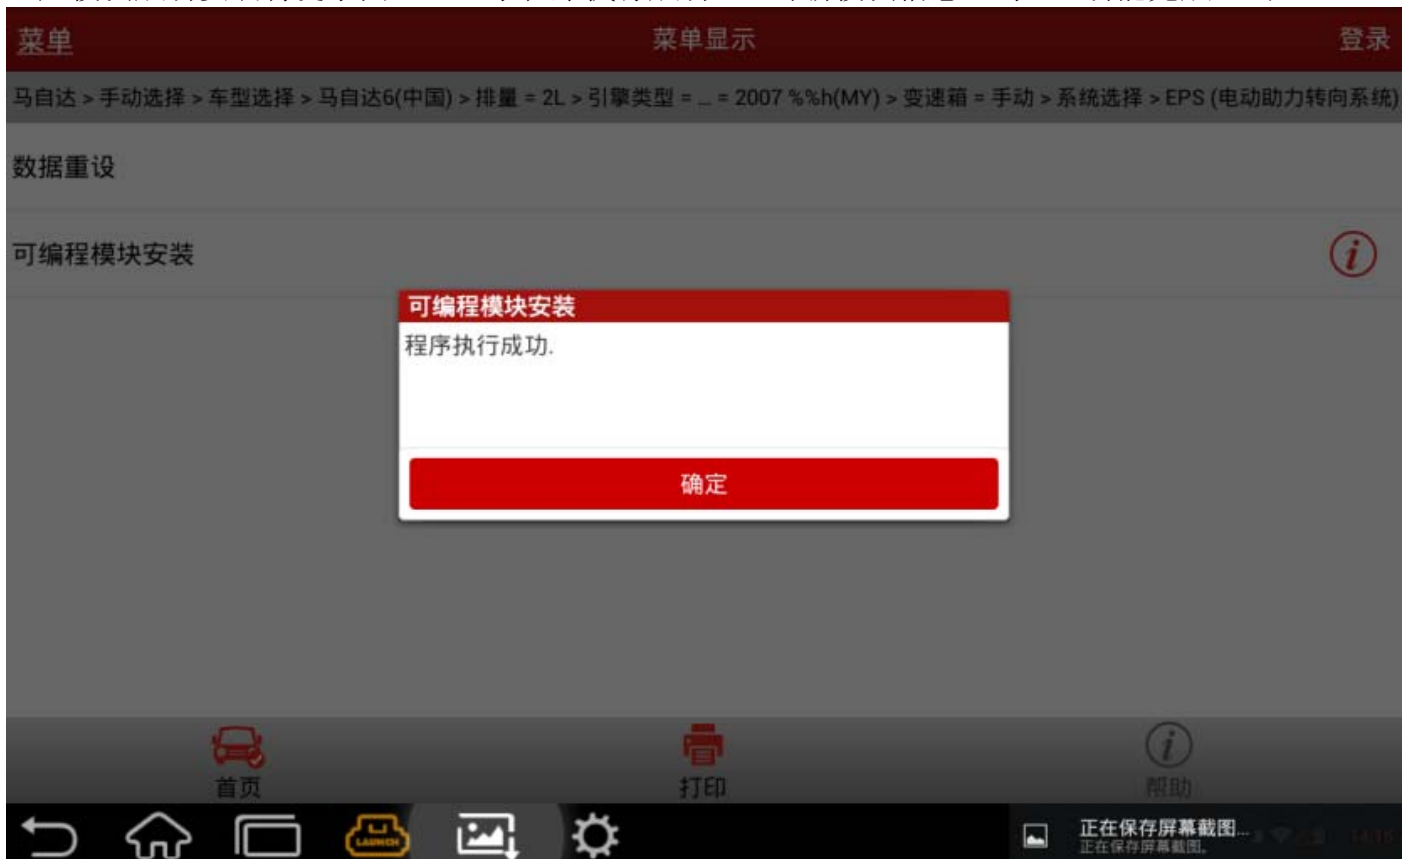 菜单
菜单显示
登录
马自达 > 手动选择 > 车型选择 > 马自达6(中国) > 排量 = 2L > 引擎类型 = _ = 2007 %%h(MY) > 变速箱 = 手动 > 系统选择 > EPS (电动助力转向系统)
数据重设
可编程模块安装
可编程模块安装
程序执行成功.
确定
首页
打印
帮助
LAUNCH
正在保存屏幕截图...
正在保存屏幕截图。